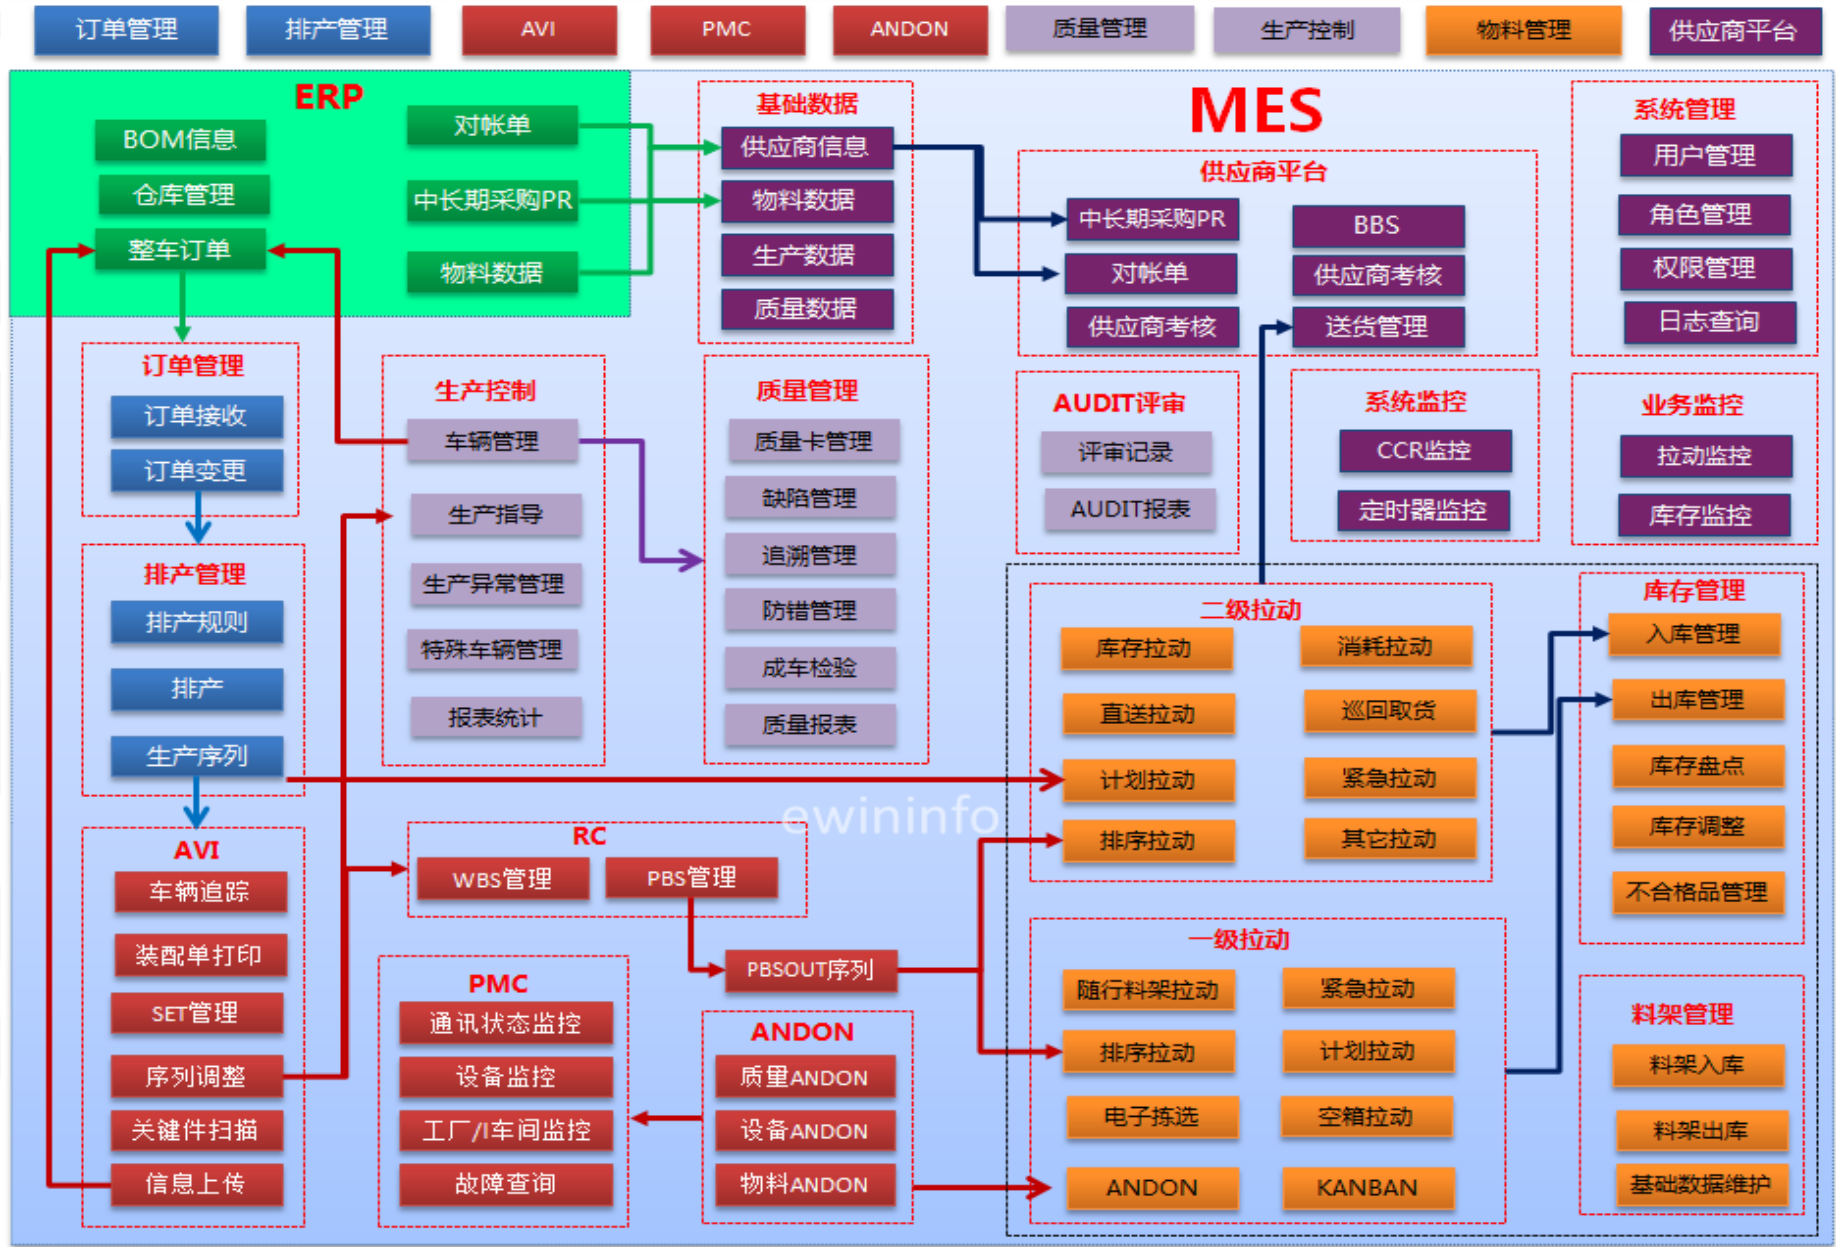 订单管理
排产管理
AVI
PMC
ANDON
质量管理
生产控制
物料管理
供应商平台
ERP
BOM信息
仓库管理
整车订单
对帐单
中长期采购PR
物料数据
MES
基础数据
供应商信息
物料数据
生产数据
质量数据
供应商平台
中长期采购PR
对帐单
供应商考核
BBS
供应商考核
送货管理
系统管理
用户管理
角色管理
权限管理
日志查询
订单管理
订单接收
订单变更
生产控制
车辆管理
生产指导
生产异常管理
特殊车辆管理
报表统计
质量管理
质量卡管理
缺陷管理
追溯管理
防错管理
成车检验
质量报表
AUDIT评审
评审记录
AUDIT报表
系统监控
CCR监控
定时器监控
业务监控
拉动监控
库存监控
排产管理
排产规则
排产
生产序列
二级拉动
库存拉动
直送拉动
计划拉动
排序拉动
消耗拉动
巡回取货
紧急拉动
其它拉动
库存管理
入库管理
出库管理
库存盘点
库存调整
不合格品管理
ewininfo
AVI
车辆追踪
装配单打印
SET管理
序列调整
关键件扫描
信息上传
RC
WBS管理
PBS管理
PBSOUT序列
PMC
通讯状态监控
设备监控
工厂/I车间监控
故障查询
ANDON
质量ANDON
设备ANDON
物料ANDON
一级拉动
随行料架拉动
排序拉动
电子拣选
ANDON
紧急拉动
计划拉动
空箱拉动
KANBAN
料架管理
料架入库
料架出库
基础数据维护